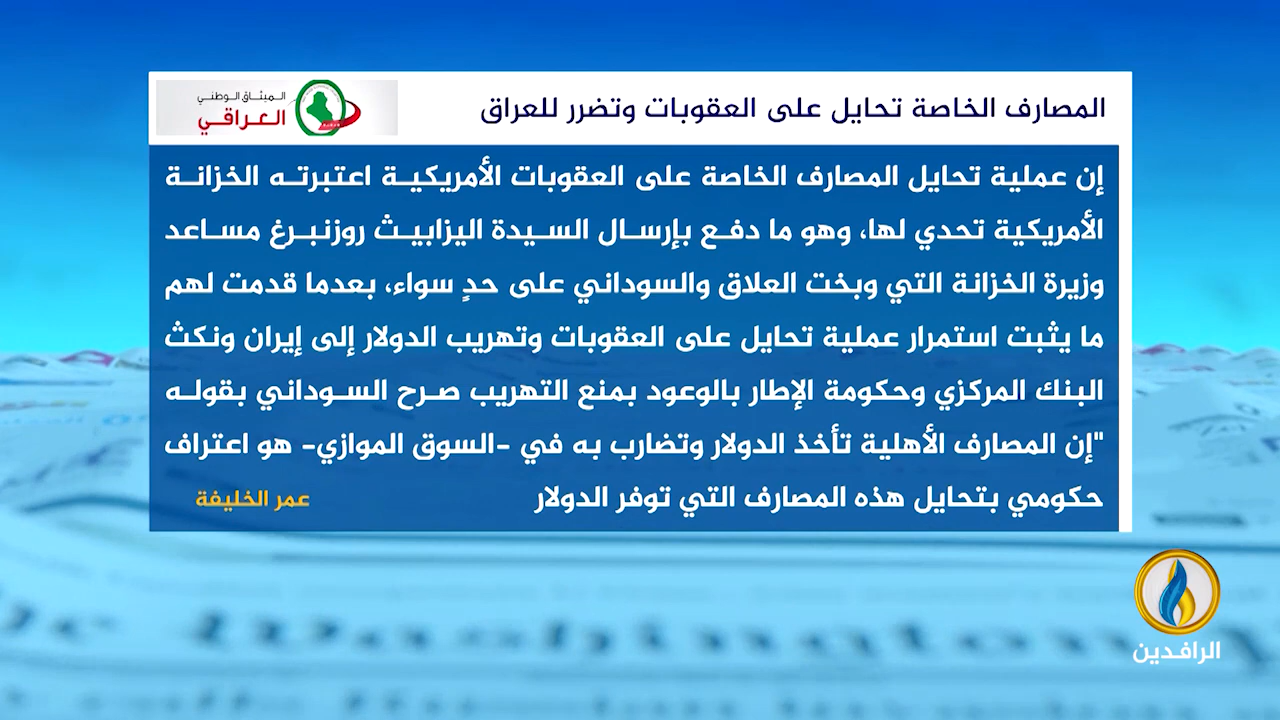 المصارف الخاصة تحايل على العقوبات وتضرر للعراق
الميثاق الوطني
العراقي
إن عملية تحايل المصارف الخاصة على العقوبات الأمريكية اعتبرته الخزانة
الأمريكية تحدي لها، وهو ما دفع بإرسال السيدة اليزابيث روزنبرغ مساعد
وزيرة الخزانة التي وبخت العلاق والسوداني على حدٍ سواء، بعدما قدمت لهم
ما يثبت استمرار عملية تحايل على العقوبات وتهريب الدولار إلى إيران ونكث
البنك المركزي وحكومة الإطار بالوعود بمنع التهريب صرح السوداني بقوله
"إن المصارف الأهلية تأخذ الدولار وتضارب به في -السوق الموازي- هو اعتراف
حكومي بتحايل هذه المصارف التي توفر الدولار
عمر الخليفة
الرافدين